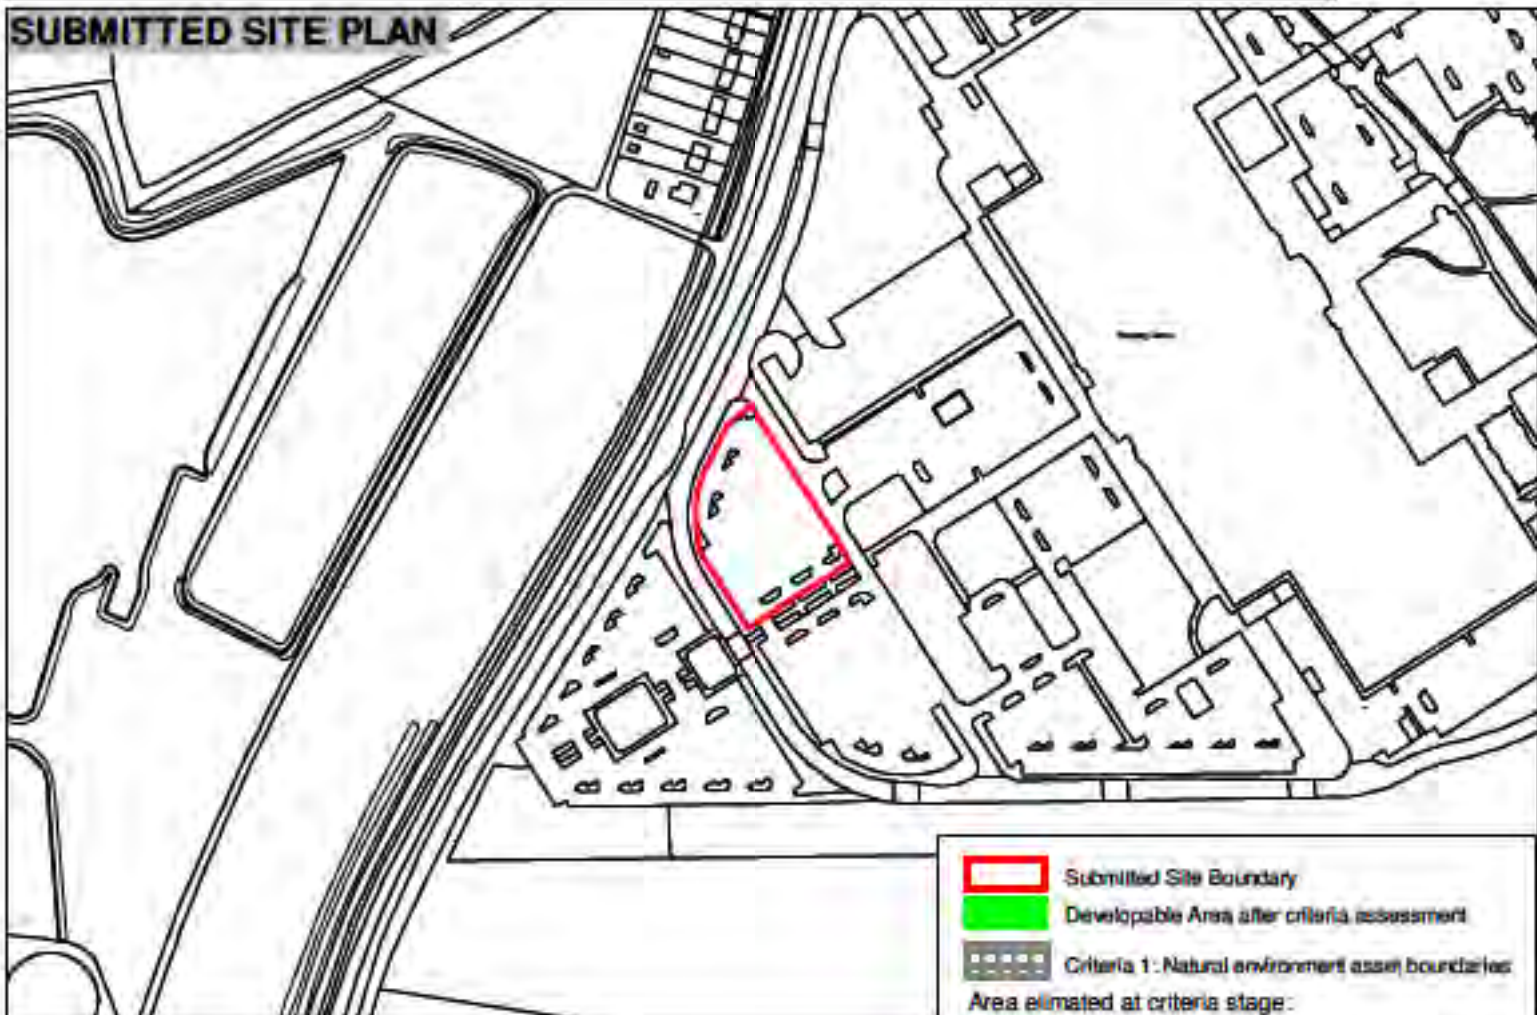 SUBMITTED SITE PLAN
Submitted Site Boundary
Developable Area after criteria assessment
Criteria 1: Natural environment asset boundaries
Area elimated at criteria stage: